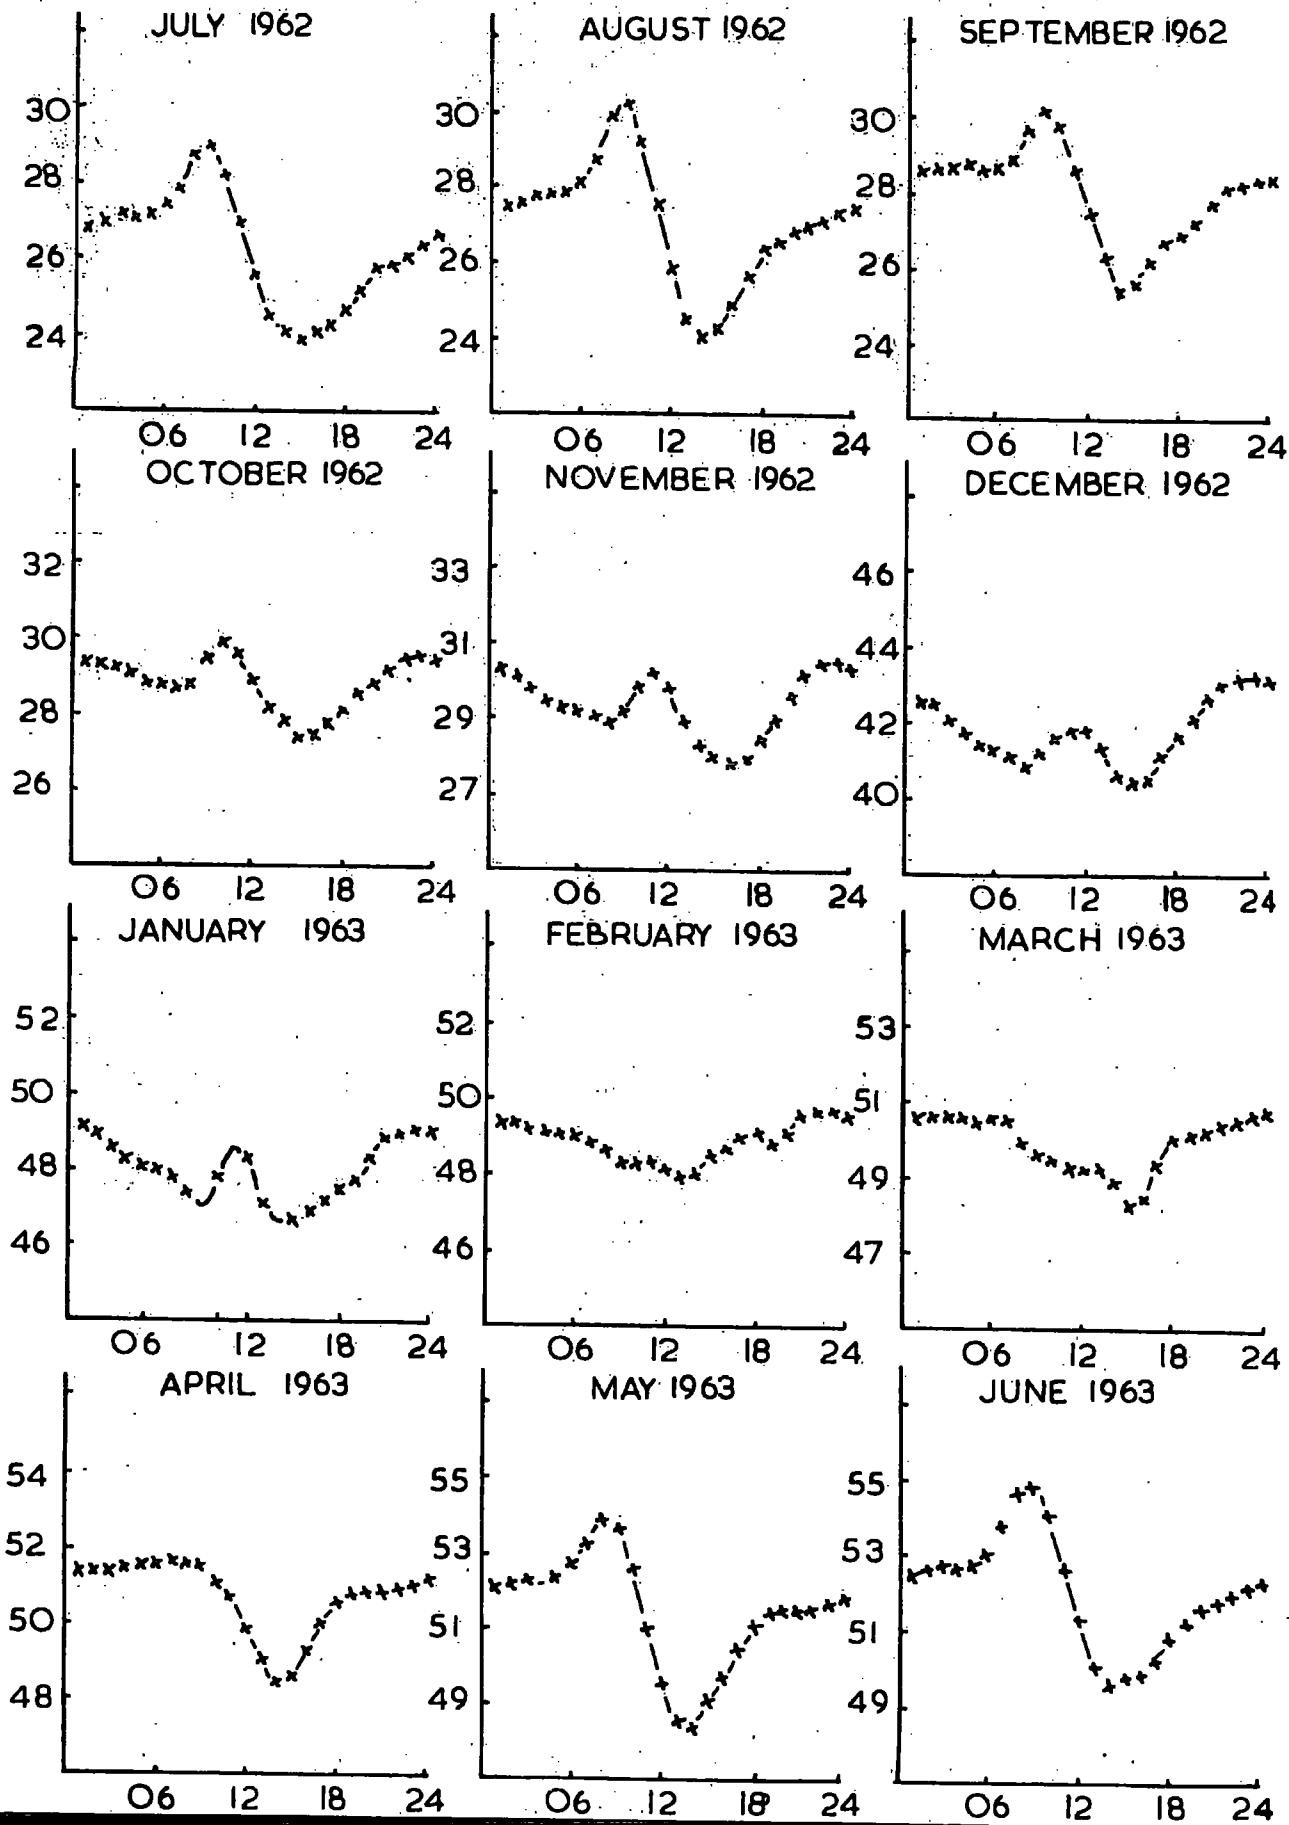 JULY 1962
30
28
26
24
06 12 18 24
AUGUST 1962
30
28
26
24
06 12 18 24
SEPTEMBER 1962
30
28
26
24
06 12 18 24
OCTOBER 1962
32
30
28
26
06 12 18 24
NOVEMBER 1962
33
31
29
27
06 12 18 24
DECEMBER 1962
46
44
42
40
06 12 18 24
JANUARY 1963
52
50
48
46
06 12 18 24
FEBRUARY 1963
52
50
48
46
06 12 18 24
MARCH 1963
53
51
49
47
06 12 18 24
APRIL 1963
54
52
50
48
06 12 18 24
MAY 1963
55
53
51
49
06 12 18 24
JUNE 1963
55
53
51
49
06 12 18 24